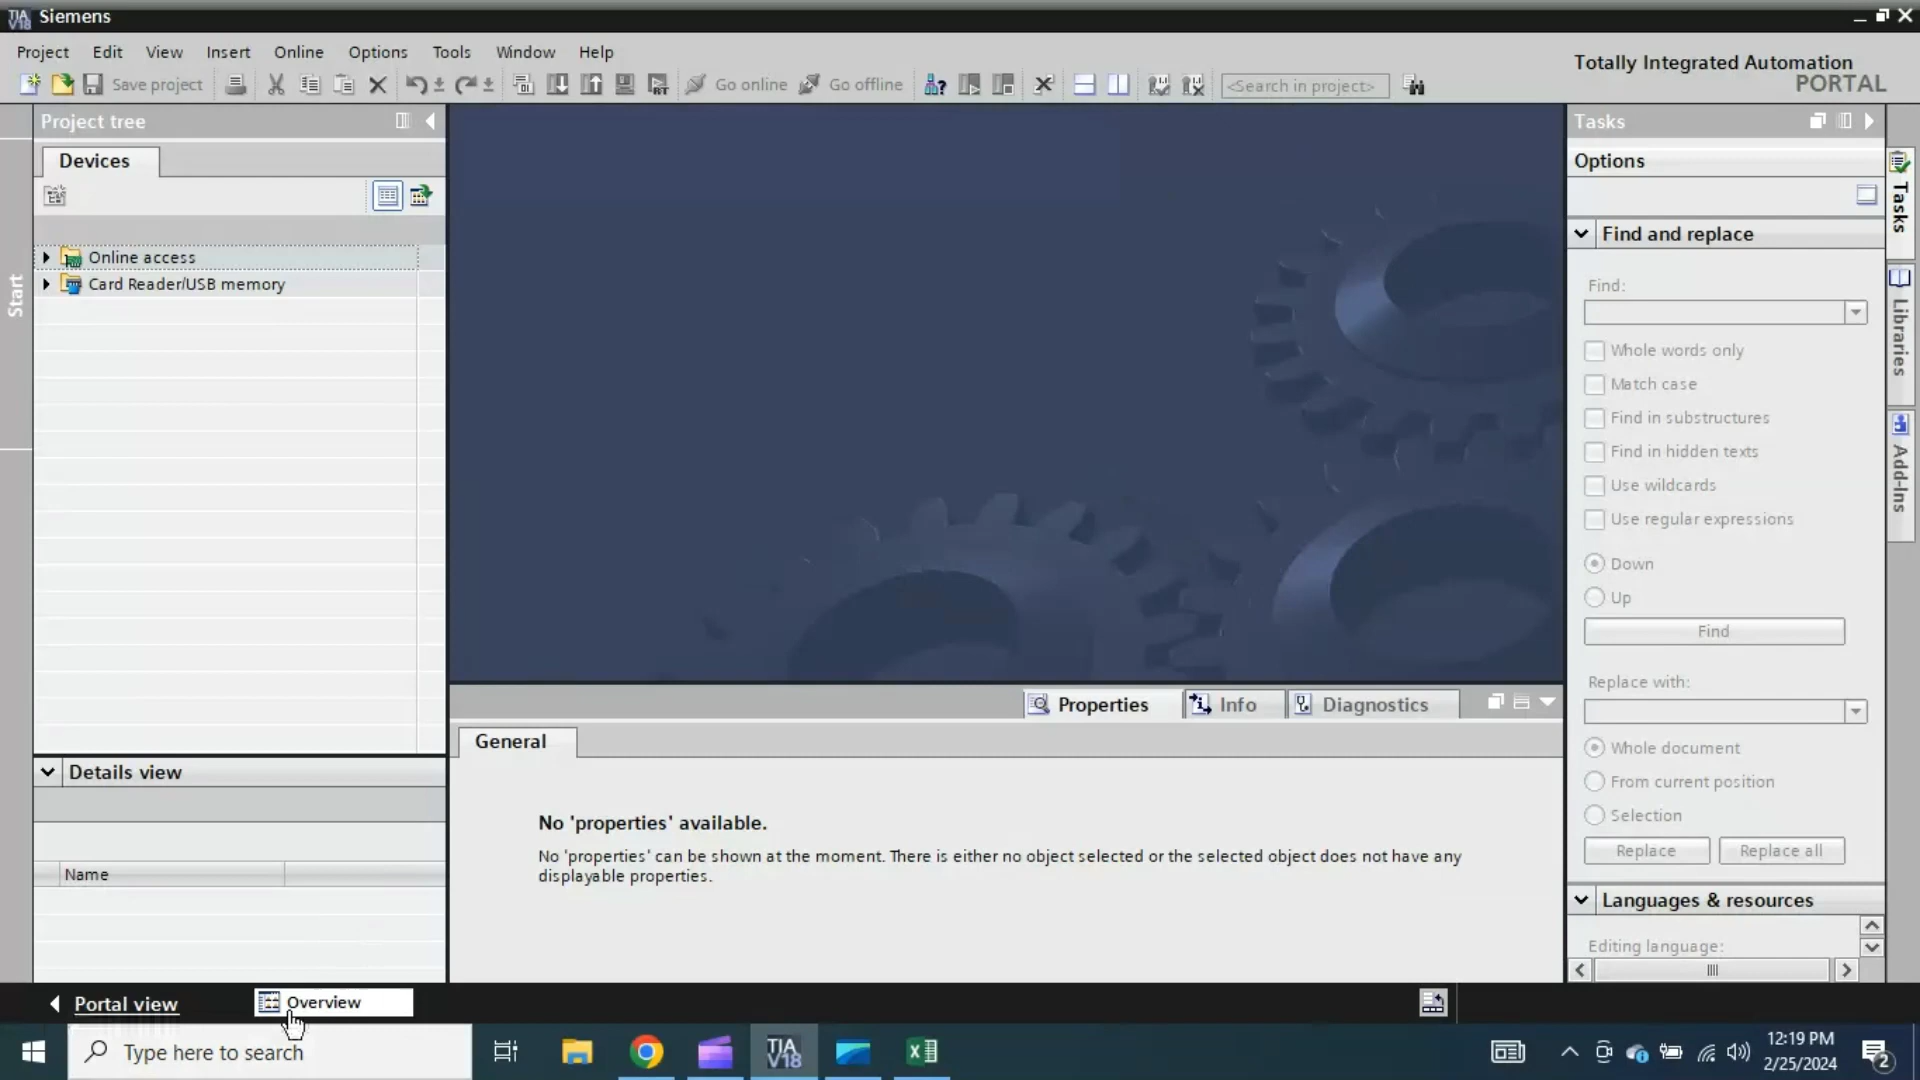 TIA
V18
Siemens
Project Edit View Insert Online Options Tools Window Help
Totally Integrated Automation
PORTAL
Save project
Go online
Go offline
<Search in project>
Project tree
Devices
Start
Online access
Card Reader/USB memory
Details view
Name
Properties
Info
Diagnostics
General
No 'properties' available.
No 'properties' can be shown at the moment. There is either no object selected or the selected object does not have any
displayable properties.
Tasks
Options
Find and replace
Find:
Whole words only
Match case
Find in substructures
Find in hidden texts
Use wildcards
Use regular expressions
Down
Up
Find
Replace with:
Whole document
From current position
Selection
Replace
Replace all
Languages & resources
Editing language:
Tasks
Libraries
Add-Ins
Portal view
Overview
Type here to search
TIA
V18
12:19 PM
2/25/2024
2